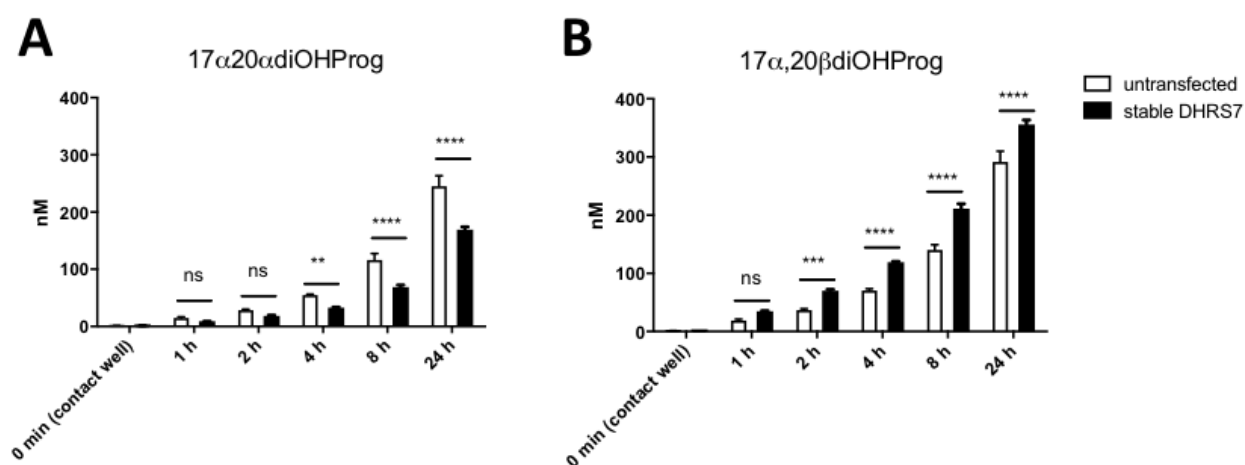 A
17α20αdiOHProg
400
300
200
100
0
nM
ns
ns
**
****
****
0 min (contact well)
1 h
2 h
4 h
8 h
24 h
B
17α,20βdiOHProg
400
300
200
100
0
nM
ns
***
****
****
****
0 min (contact well)
1 h
2 h
4 h
8 h
24 h
untransfected
stable DHRS7